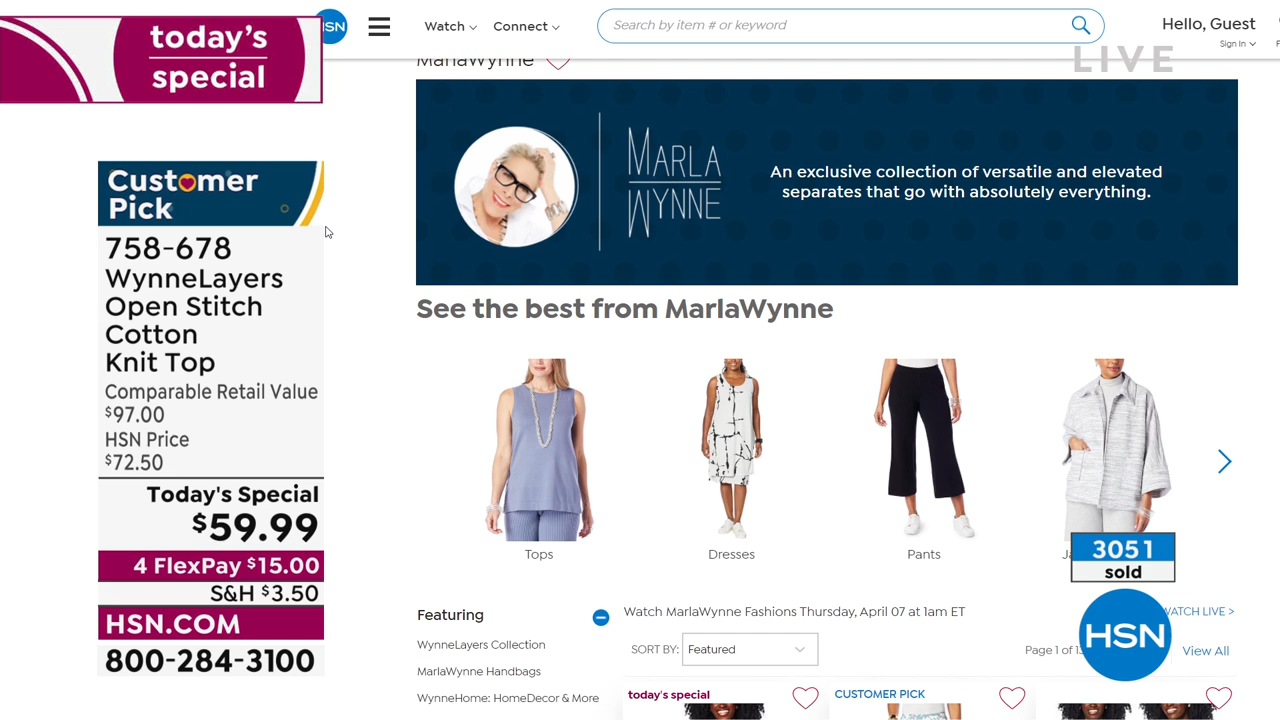 today's
special
HSN
Watch
Connect
Search by item # or keyword
Hello, Guest
Sign In
LIVE
MarlaWynne
Customer
Pick
758-678
WynneLayers
Open Stitch
Cotton
Knit Top
Comparable Retail Value
$97.00
HSN Price
$72.50
Today's Special
$59.99
4 FlexPay $15.00
S&H $3.50
HSN.COM
800-284-3100
MARLA
WYNNE
An exclusive collection of versatile and elevated
separates that go with absolutely everything.
See the best from MarlaWynne
Tops
Dresses
Pants
3051
sold
HSN
Featuring
WynneLayers Collection
MarlaWynne Handbags
WynneHome: HomeDecor & More
Watch MarlaWynne Fashions Thursday, April 07 at 1am ET
WATCH LIVE >
SORT BY: Featured
Page 1 of
View All
today's special
CUSTOMER PICK